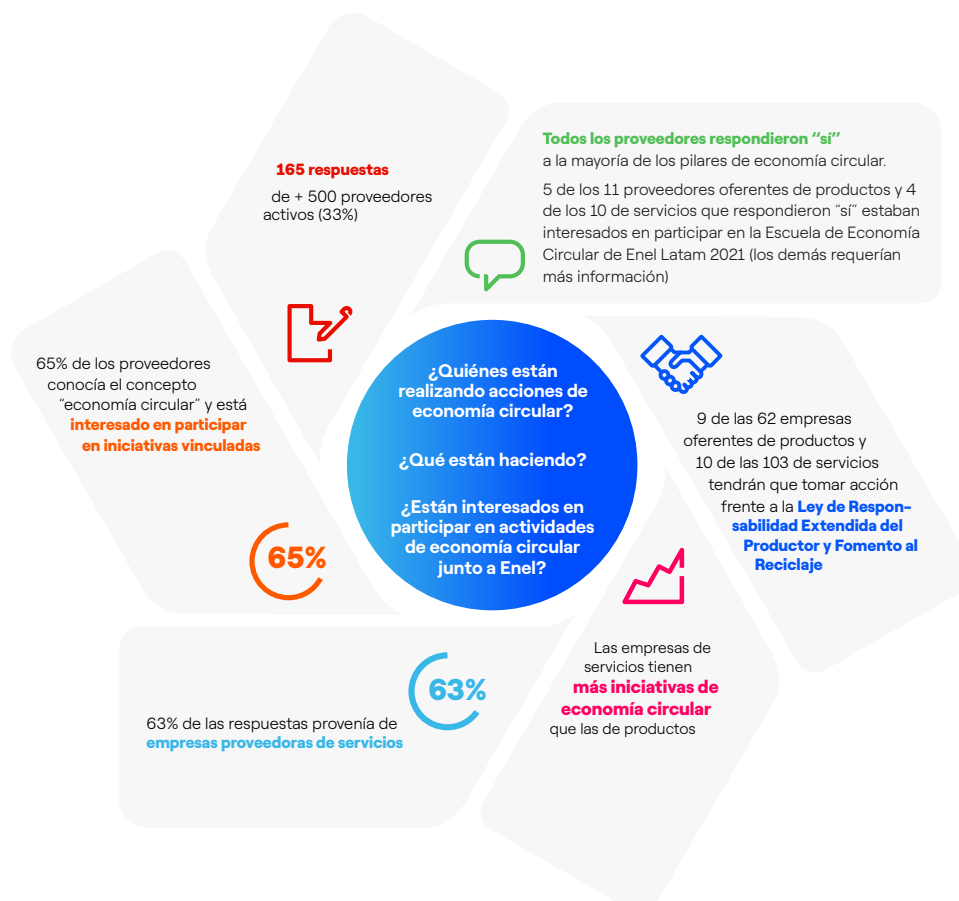 165 respuestas
de + 500 proveedores
activos (33%)
Todos los proveedores respondieron “sí”
a la mayoría de los pilares de economía circular.
5 de los 11 proveedores oferentes de productos y 4
de los 10 de servicios que respondieron “sí” estaban
interesados en participar en la Escuela de Economía
Circular de Enel Latam 2021 (los demás requerían
más información)
65% de los proveedores
conocía el concepto
“economía circular” y está
interesado en participar
en iniciativas vinculadas
65%
¿Quiénes están
realizando acciones de
economía circular?
¿Qué están haciendo?
¿Están interesados en
participar en actividades
de economía circular
junto a Enel?
9 de las 62 empresas
oferentes de productos y
10 de las 103 de servicios
tendrán que tomar acción
frente a la Ley de Respon-
sabilidad Extendida del
Productor y Fomento al
Reciclaje
63%
63% de las respuestas provenía de
empresas proveedoras de servicios
Las empresas de
servicios tienen
más iniciativas de
economía circular
que las de productos